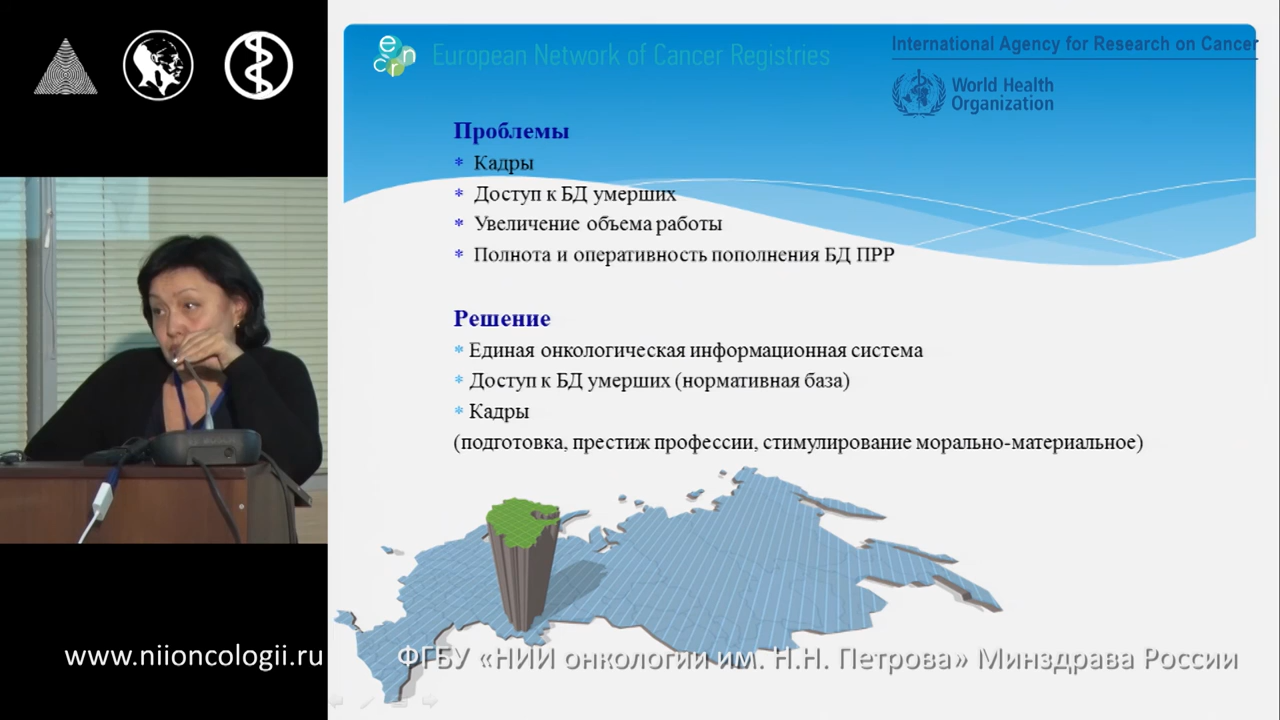 ecrn
European Network of Cancer Registries
International Agency for Research on Cancer
World Health
Organization
Проблемы
* Кадры
* Доступ к БД умерших
* Увеличение объема работы
* Полнота и оперативность пополнения БД ПРР
Решение
* Единая онкологическая информационная система
* Доступ к БД умерших (нормативная база)
* Кадры
(подготовка, престиж профессии, стимулирование морально-материальное)
BOSCH
www.niioncologii.ru
ФГБУ «НИИ онкологии им. Н.Н. Петрова» Минздрава России